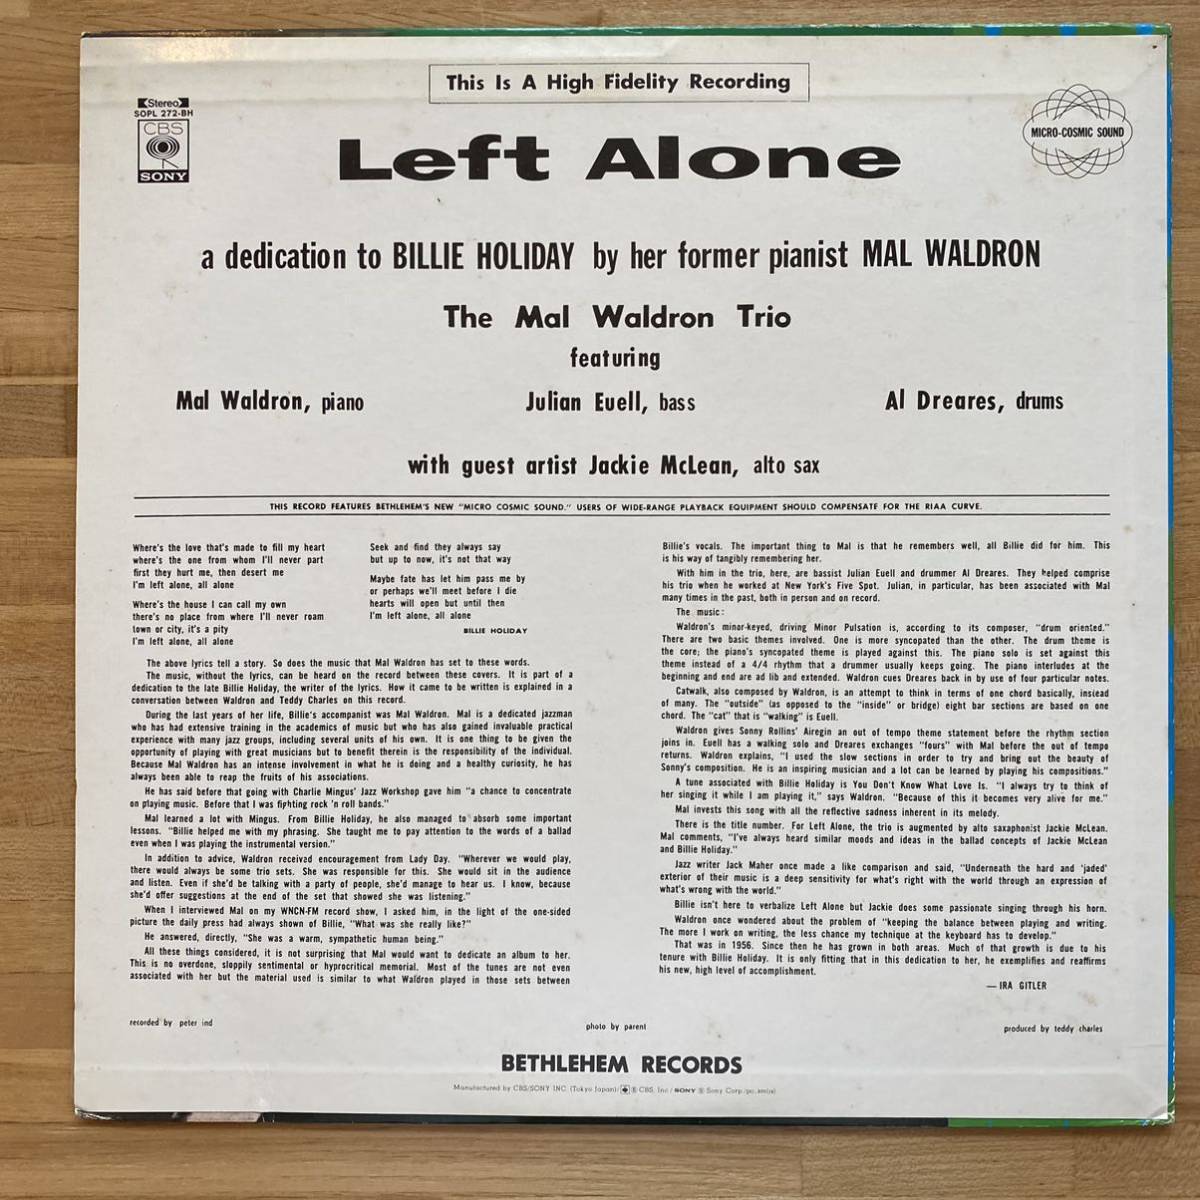 This Is A High Fidelity Recording
Stereo
SOPL 272-BH
CBS
SONY
MICRO-COSMIC SOUND
Left Alone
a dedication to BILLIE HOLIDAY by her former pianist MAL WALDRON
The Mal Waldron Trio
featuring
Mal Waldron, piano
Julian Euell, bass
Al Dreares, drums
with guest artist Jackie McLean, alto sax
THIS RECORD FEATURES BETHLEHEM'S NEW "MICRO COSMIC SOUND." USERS OF WIDE-RANGE PLAYBACK EQUIPMENT SHOULD COMPENSATE FOR THE RIAA CURVE.
Where's the love that's made to fill my heart
where's the one from whom I'll never part
first they hurt me, then desert me
I'm left alone, all alone
Where's the house I can call my own
there's no place from where I'll never roam
town or city, it's a pity
I'm left alone, all alone
Seek and find they always say
but up to now, it's not that way
Maybe fate has let him pass me by
or perhaps we'll meet before I die
hearts will open but until then
I'm left alone, all alone
BILLIE HOLIDAY
The above lyrics tell a story. So does the music that Mal Waldron has set to these words.
The music, without the lyrics, can be heard on the record between these covers. It is part of a
dedication to the late Billie Holiday, the writer of the lyrics. How it came to be written is explained in a
conversation between Waldron and Teddy Charles on this record.
During the last years of her life, Billie's accompanist was Mal Waldron. Mal is a dedicated jazzman
who has had extensive training in the academics of music but who has also gained invaluable practical
experience with many jazz groups, including several units of his own. It is one thing to be given the
opportunity of playing with great musicians but to benefit therein is the responsibility of the individual.
Because Mal Waldron has an intense involvement in what he is doing and a healthy curiosity, he has
always been able to reap the fruits of his associations.
He has said before that going with Charlie Mingus' Jazz Workshop gave him "a chance to concentrate
on playing music. Before that I was fighting rock 'n roll bands."
Mal learned a lot with Mingus. From Billie Holiday, he also managed to absorb some important
lessons. "Billie helped me with my phrasing. She taught me to pay attention to the words of a ballad
even when I was playing the instrumental version."
In addition to advice, Waldron received encouragement from Lady Day. "Wherever we would play,
there would always be some trio sets. She was responsible for this. She would sit in the audience
and listen. Even if she'd be talking with a party of people, she'd manage to hear us. I know, because
she'd offer suggestions at the end of the set that showed she was listening."
When I interviewed Mal on my WNCN-FM record show, I asked him, in the light of the one-sided
picture the daily press had always shown of Billie, "What was she really like?"
He answered, directly, "She was a warm, sympathetic human being."
All these things considered, it is not surprising that Mal would want to dedicate an album to her.
This is no overdone, sloppily sentimental or hyprocritical memorial. Most of the tunes are not even
associated with her but the material used is similar to what Waldron played in those sets between
Billie's vocals. The important thing to Mal is that he remembers well, all Billie did for him. This
is his way of tangibly remembering her.
With him in the trio, here, are bassist Julian Euell and drummer Al Dreares. They helped comprise
his trio when he worked at New York's Five Spot. Julian, in particular, has been associated with Mal
many times in the past, both in person and on record.
The music:
Waldron's minor-keyed, driving Minor Pulsation is, according to its composer, "drum oriented."
There are two basic themes involved. One is more syncopated than the other. The drum theme is
the core; the piano's syncopated theme is played against this. The piano solo is set against this
theme instead of a 4/4 rhythm that a drummer usually keeps going. The piano interludes at the
beginning and end are ad lib and extended. Waldron cues Dreares back in by use of four particular notes.
Catwalk, also composed by Waldron, is an attempt to think in terms of one chord basically, instead
of many. The "outside" (as opposed to the "inside" or bridge) eight bar sections are based on one
chord. The "cat" that is "walking" is Euell.
Waldron gives Sonny Rollins' Airegin an out of tempo theme statement before the rhythm section
joins in. Euell has a walking solo and Dreares exchanges "fours" with Mal before the out of tempo
returns. Waldron explains, "I used the slow sections in order to try and bring out the beauty of
Sonny's composition. He is an inspiring musician and a lot can be learned by playing his compositions."
A tune associated with Billie Holiday is You Don't Know What Love Is. "I always try to think of
her singing it while I am playing it," says Waldron. "Because of this it becomes very alive for me."
Mal invests this song with all the reflective sadness inherent in its melody.
There is the title number. For Left Alone, the trio is augmented by alto saxophonist Jackie McLean.
Mal comments, "I've always heard similar moods and ideas in the ballad concepts of Jackie McLean
and Billie Holiday."
Jazz writer Jack Maher once made a like comparison and said, "Underneath the hard and 'jaded'
exterior of their music is a deep sensitivity for what's right with the world through an expression of
what's wrong with the world."
Billie isn't here to verbalize Left Alone but Jackie does some passionate singing through his horn.
Waldron once wondered about the problem of "keeping the balance between playing and writing.
The more I work on writing, the less chance my technique at the keyboard has to develop."
That was in 1956. Since then he has grown in both areas. Much of that growth is due to his
tenure with Billie Holiday. It is only fitting that in this dedication to her, he exemplifies and reaffirms
his new, high level of accomplishment.
—IRA GITLER
recorded by peter ind
photo by parent
produced by teddy charles
BETHLEHEM RECORDS
Manufactured by CBS/SONY INC. (Tokyo Japan)/ ® CBS, Inc./ SONY ® Sony Corp.